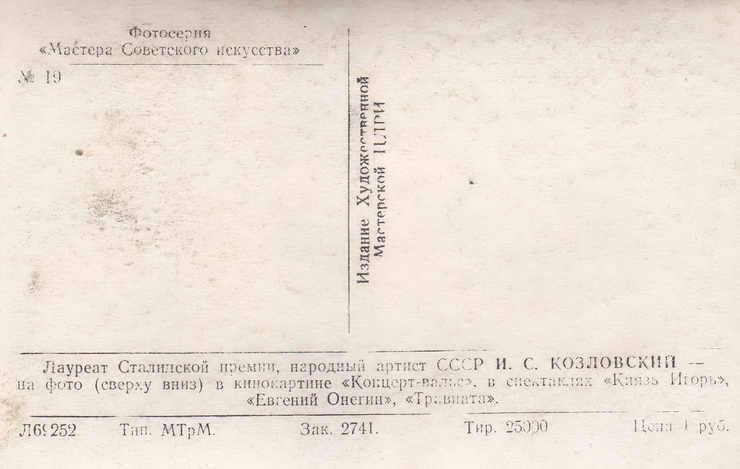 Фотосерия
«Мастера Советского искусства»
№ 19
Издание Художественной
Мастерской ЦДРИ
Лауреат Сталинской премии, народный артист СССР И. С. КОЗЛОВСКИЙ —
на фото (сверху вниз) в кинокартине «Концерт-вальс», в спектаклях «Князь Игорь»,
«Евгений Онегин», «Травиата».
Л69252. Тип. МТрМ. Зак. 2741. Тир. 25000 Цена 1 руб.